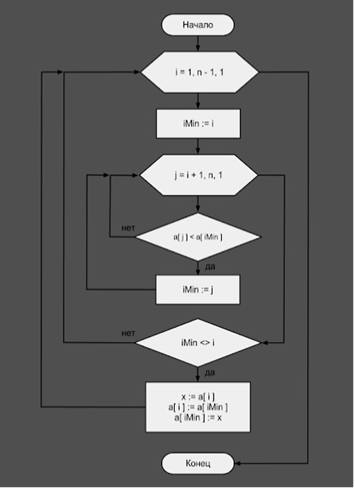 Начало
i = 1, n - 1, 1
iMin := i
j = i + 1, n, 1
нет
a[ j ] < a[ iMin ]
да
iMin := j
нет
iMin <> i
да
x := a[ i ]
a[ i ] := a[ iMin ]
a[ iMin ] := x
Конец